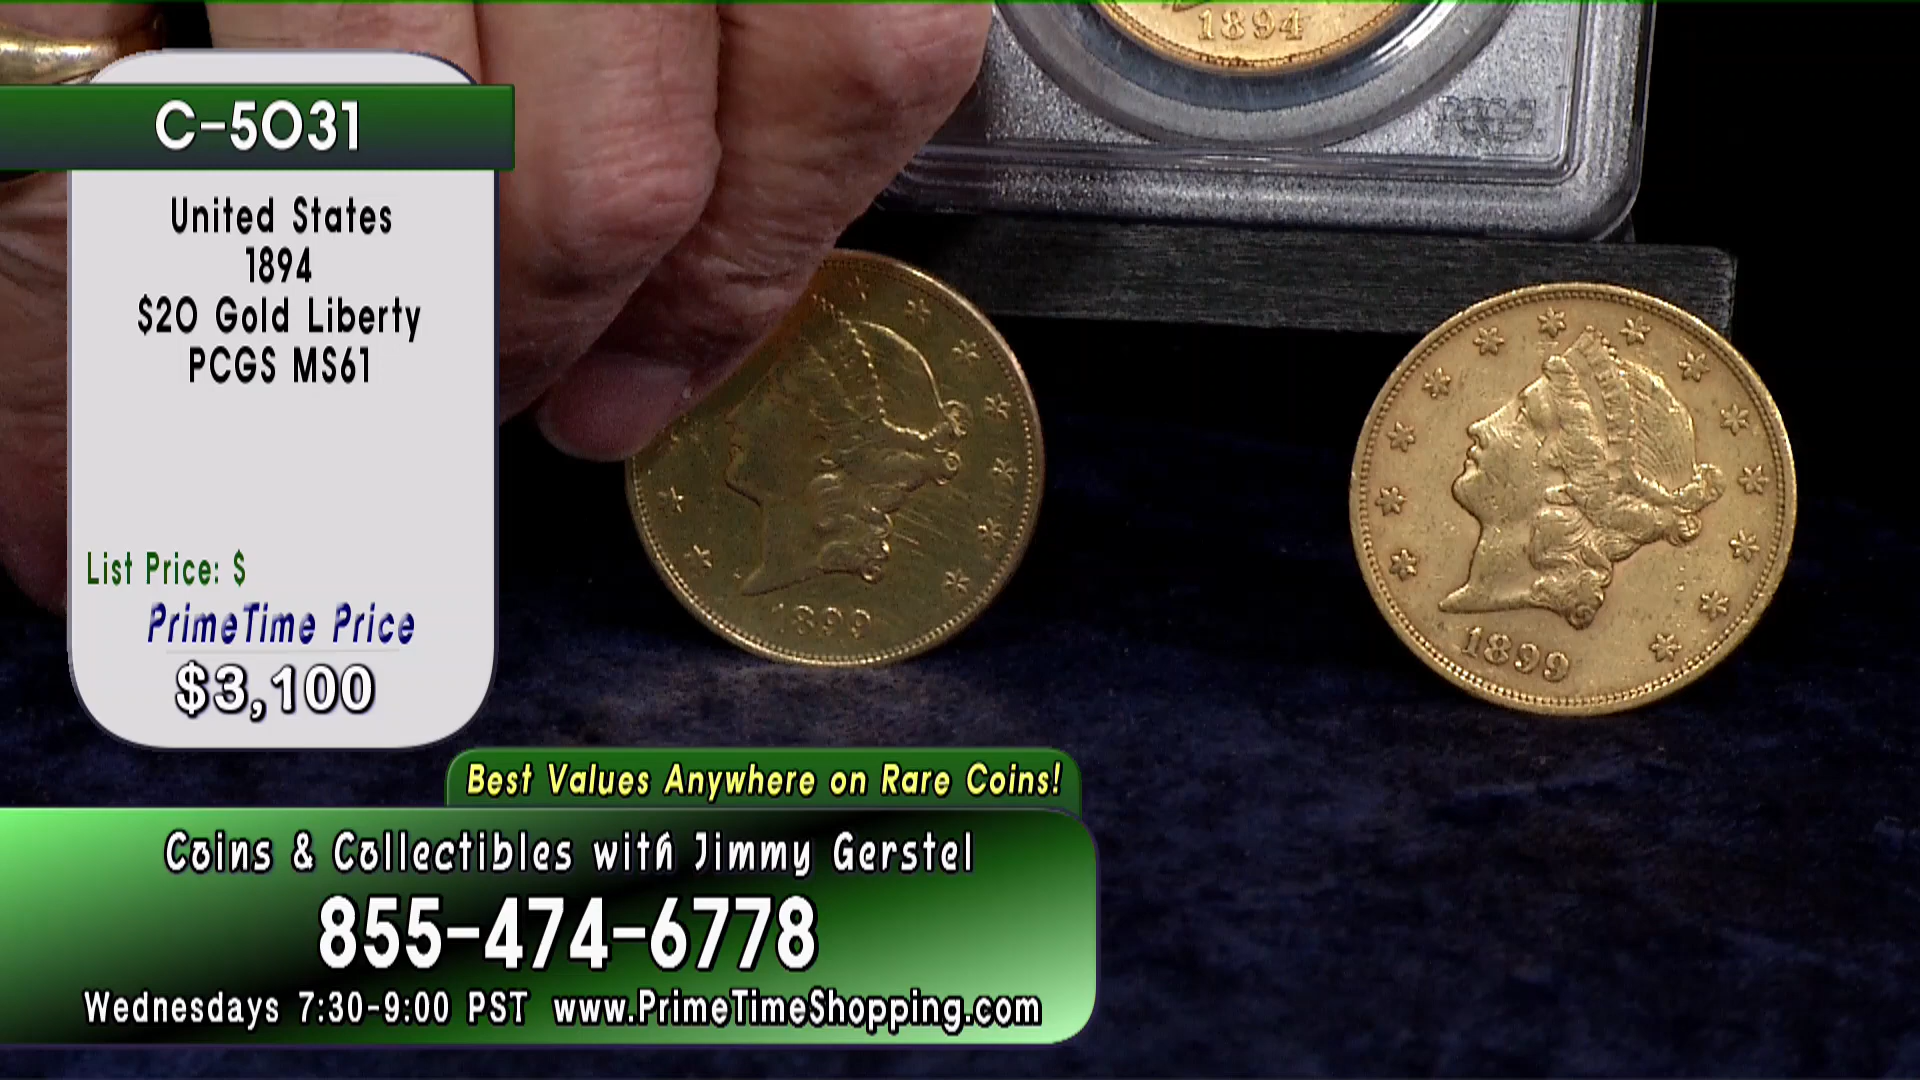 C-5031
United States
1894
$20 Gold Liberty
PCGS MS61
List Price: $
PrimeTime Price
$3,100
1894
PCGS
1899
1899
Best Values Anywhere on Rare Coins!
Coins & Collectibles with Jimmy Gerstel
855-474-6778
Wednesdays 7:30-9:00 PST www.PrimeTimeShopping.com